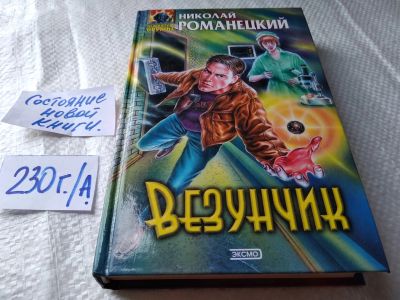 НИКОЛАЙ
РОМАНЕЦКИЙ
Состояние
новой
книги.
230г./А
ВЕЗУНЧИК
ЭКСМО